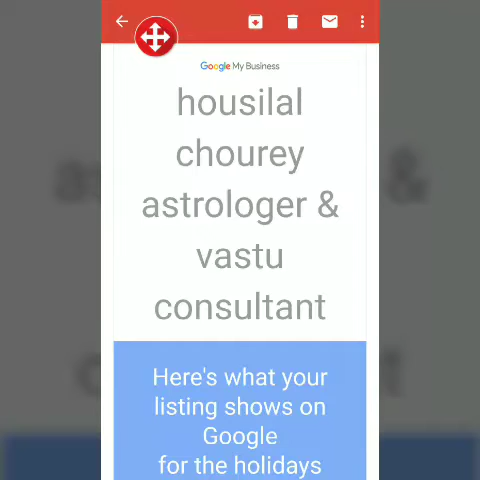 Google My Business
housilal
chourey
astrologer &
vastu
consultant
Here's what your
listing shows on
Google
for the holidays